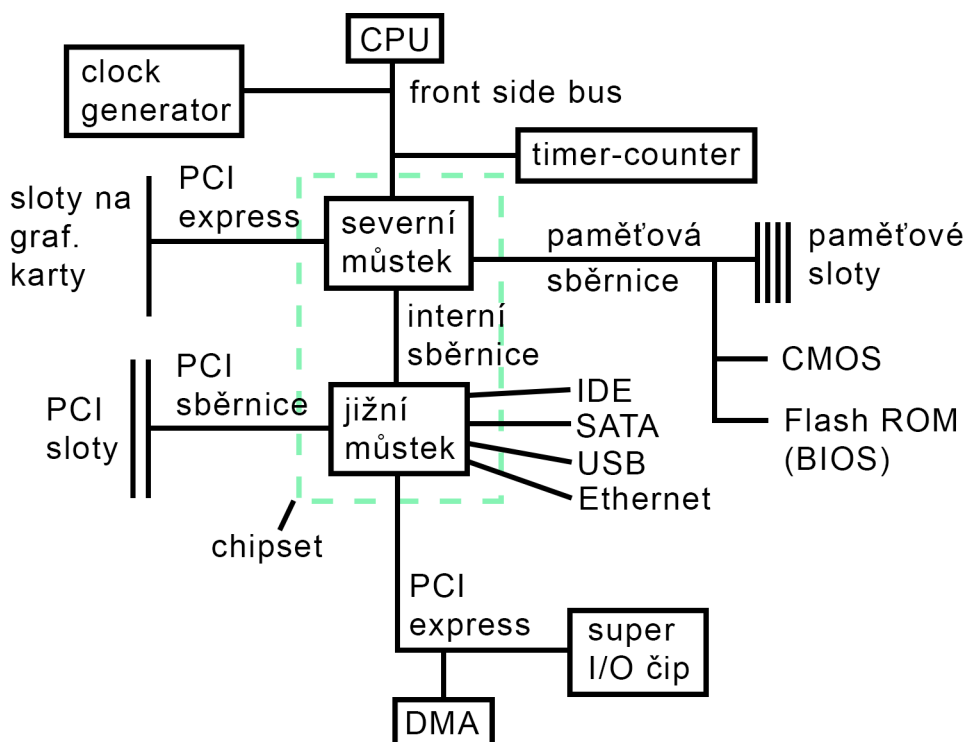 CPU
clock
generator
front side bus
timer-counter
sloty na
graf.
karty
PCI
express
severní
můstek
paměťová
sběrnice
paměťové
sloty
interní
sběrnice
CMOS
Flash ROM
(BIOS)
PCI
sloty
PCI
sběrnice
jižní
můstek
IDE
SATA
USB
Ethernet
chipset
PCI
express
super
I/O čip
DMA